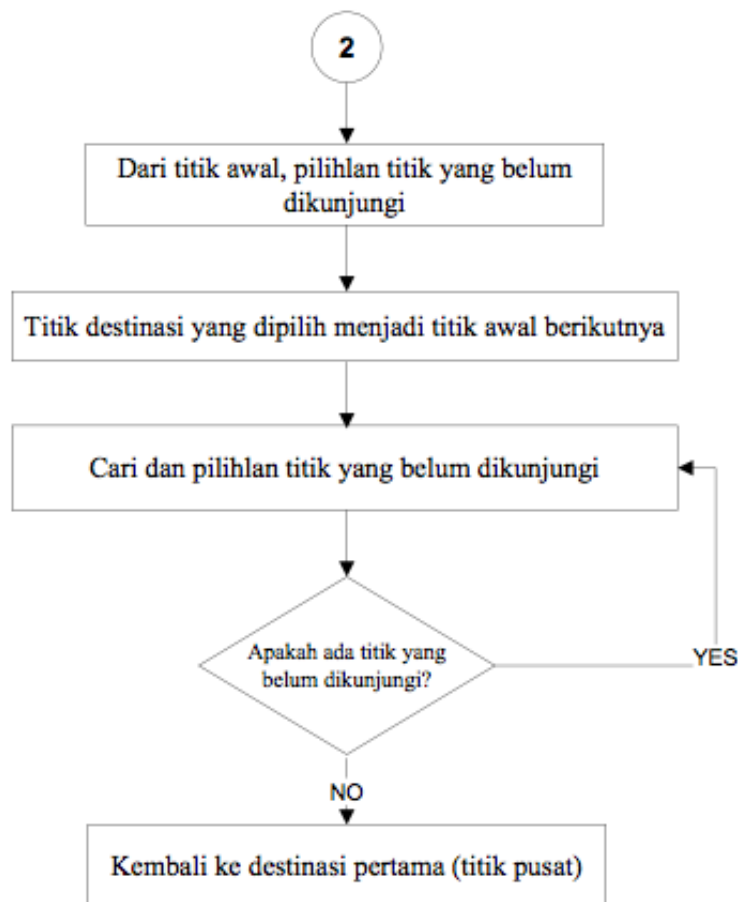 2
Dari titik awal, pilihlan titik yang belum
dikunjungi
Titik destinasi yang dipilih menjadi titik awal berikutnya
Cari dan pilihlan titik yang belum dikunjungi
Apakah ada titik yang
belum dikunjungi?
YES
NO
Kembali ke destinasi pertama (titik pusat)